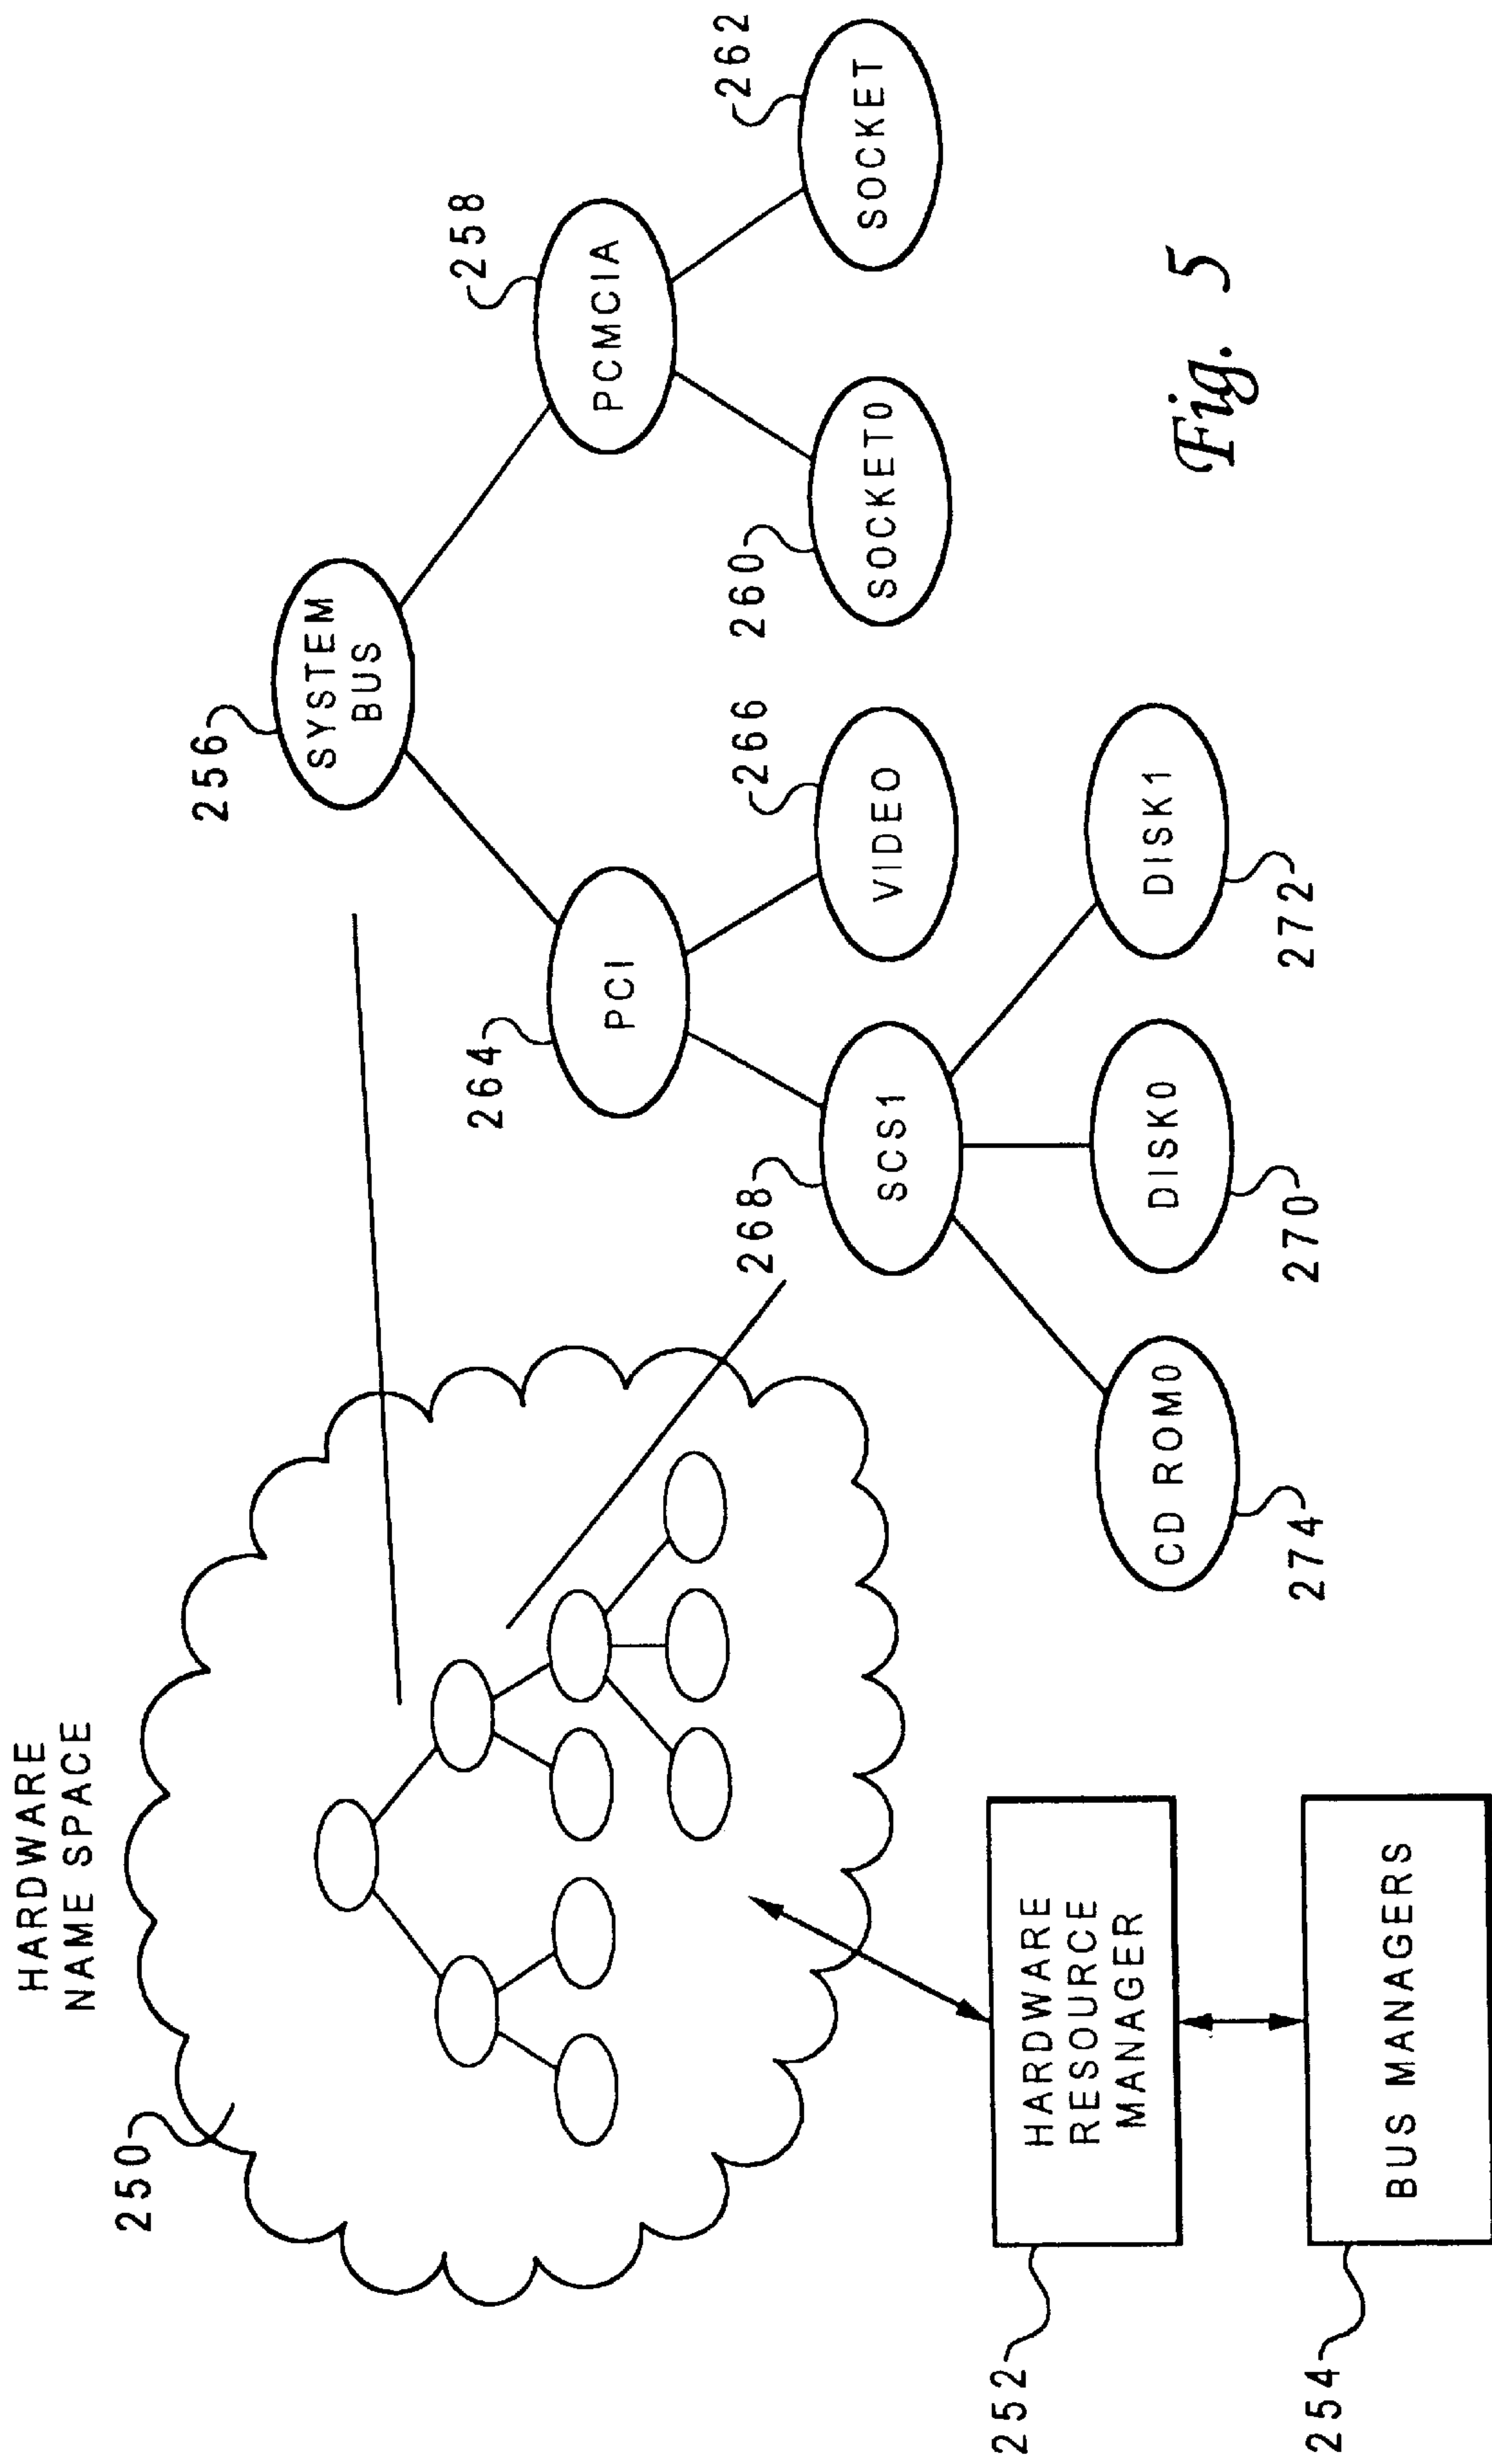 HARDWARE
NAME SPACE
250
252
HARDWARE
RESOURCE
MANAGER
254
BUS MANAGERS
256
SYSTEM
BUS
264
PCI
258
PCMCIA
268
SCS1
266
VIDEO
260
SOCKET0
262
SOCKET
CD ROM0
274
DISK0
270
DISK1
272
Fig. 5